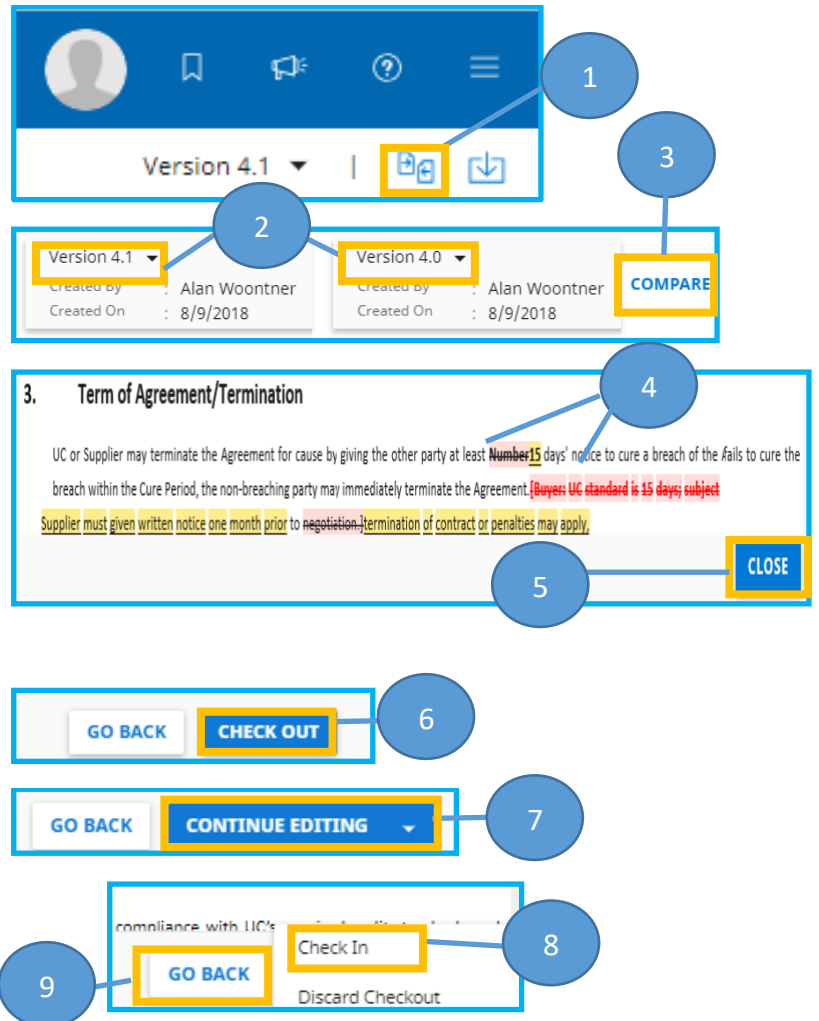 1
Version 4.1 |
3
2
Version 4.1
Version 4.0
Created By : Alan Woontner
Created By : Alan Woontner
COMPARE
Created On : 8/9/2018
Created On : 8/9/2018
4
3. Term of Agreement/Termination
UC or Supplier may terminate the Agreement for cause by giving the other party at least Number15 days' notice to cure a breach of the fails to cure the
breach within the Cure Period, the non-breaching party may immediately terminate the Agreement.[Buyer: UC standard is 15 days; subject
Supplier must given written notice one month prior to negotiation.]termination of contract or penalties may apply,
CLOSE
5
6
GO BACK CHECK OUT
7
GO BACK CONTINUE EDITING
compliance with UC's
Check In
8
9
GO BACK
Discard Checkout